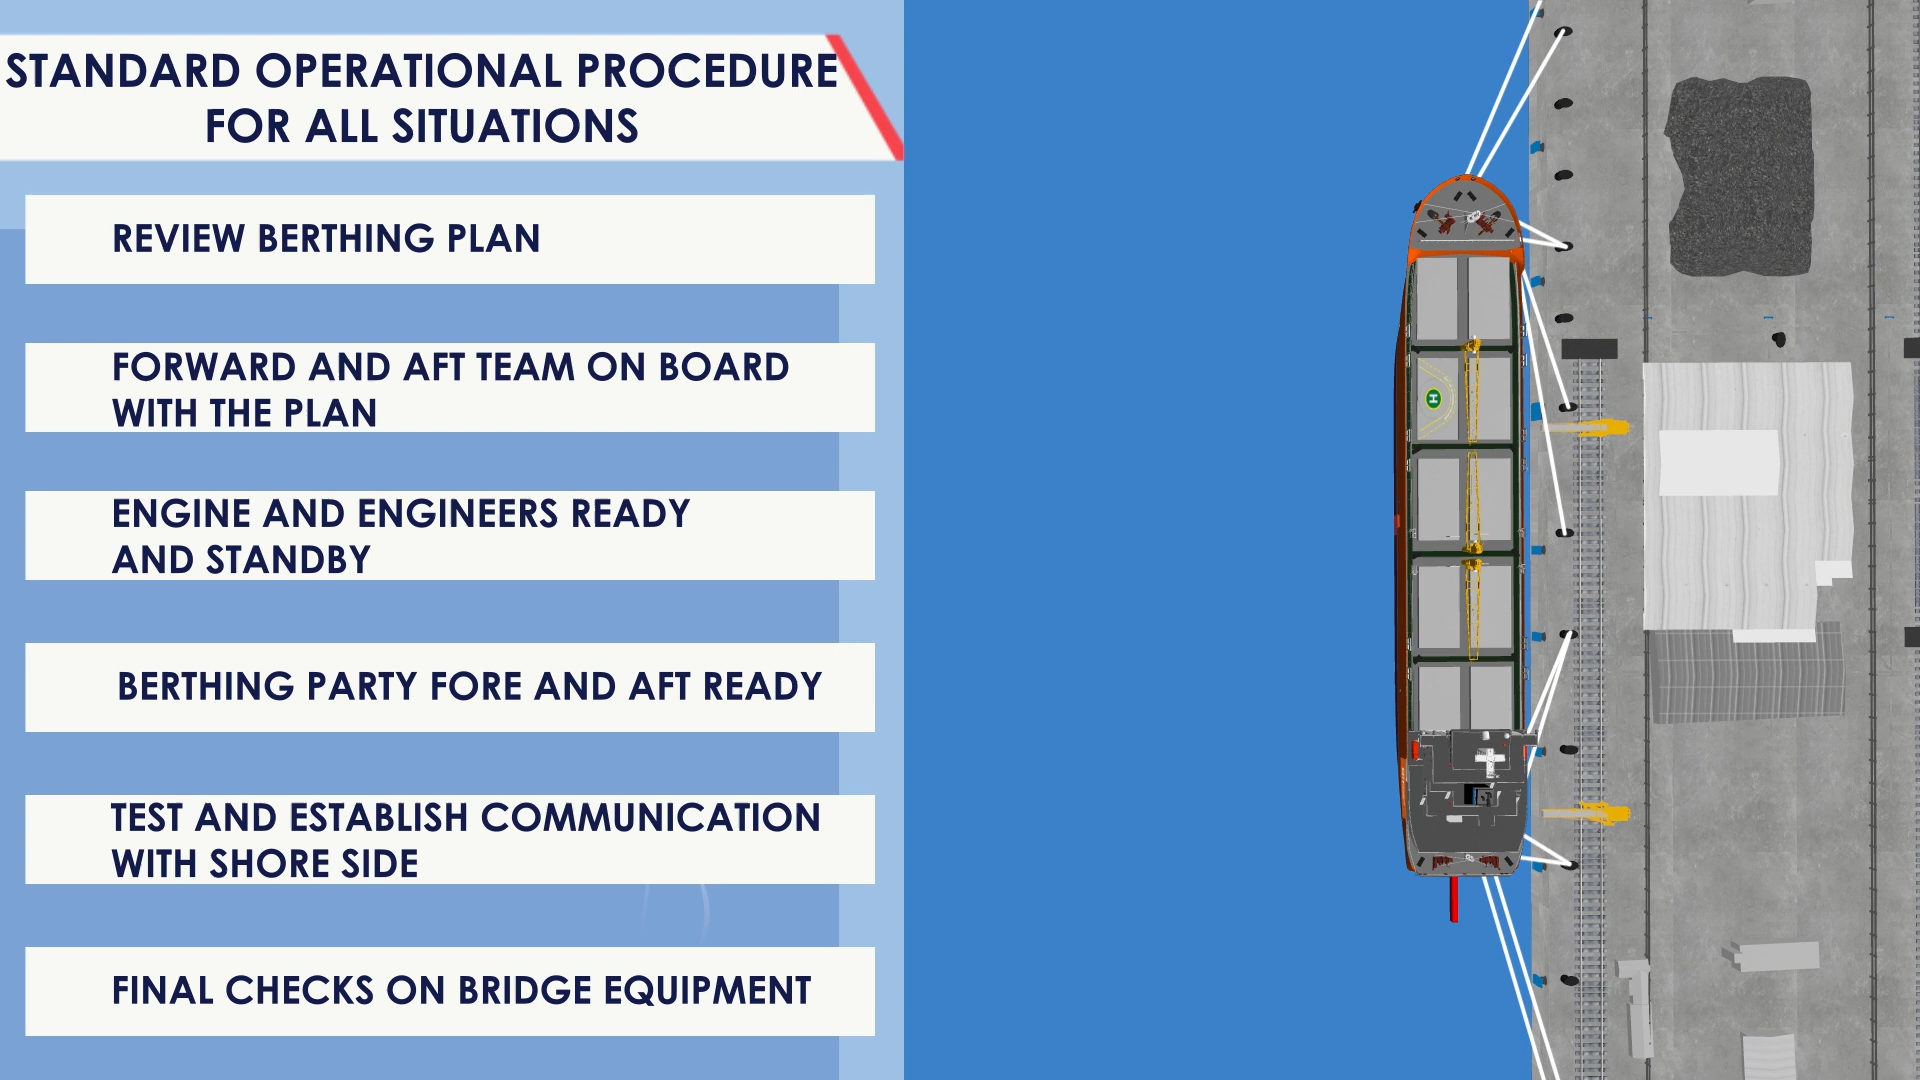 STANDARD OPERATIONAL PROCEDURE
FOR ALL SITUATIONS
REVIEW BERTHING PLAN
FORWARD AND AFT TEAM ON BOARD
WITH THE PLAN
ENGINE AND ENGINEERS READY
AND STANDBY
BERTHING PARTY FORE AND AFT READY
TEST AND ESTABLISH COMMUNICATION
WITH SHORE SIDE
FINAL CHECKS ON BRIDGE EQUIPMENT
H